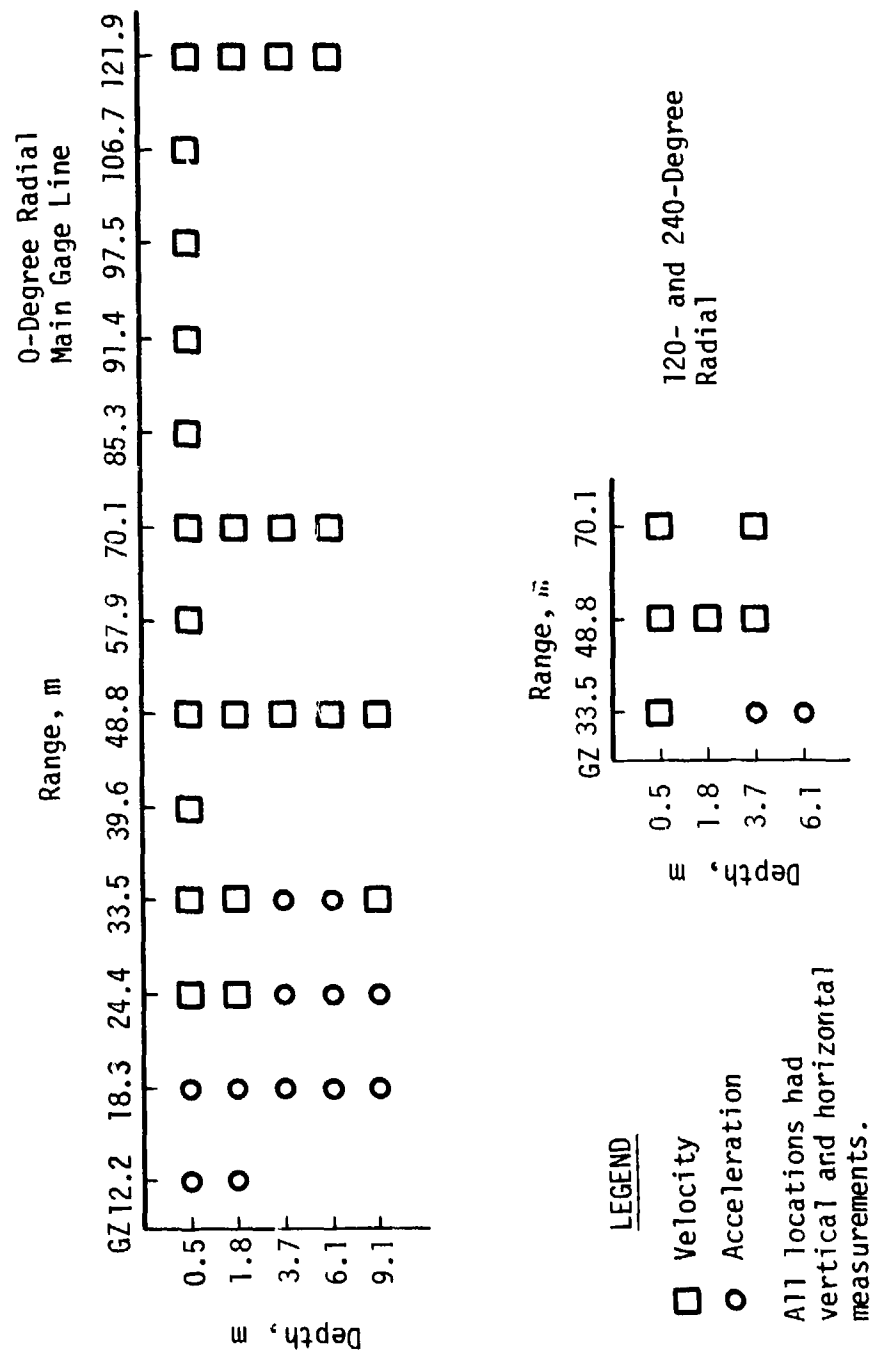 0-Degree Radial
Main Gage Line
Range, m
GZ 12.2 18.3 24.4 33.5 39.6 48.8 57.9 70.1 85.3 91.4 97.5 106.7 121.9
0.5
1.8
3.7
6.1
9.1
Depth, m
120- and 240-Degree
Radial
Range, m
GZ 33.5 48.8 70.1
0.5
1.8
3.7
6.1
Depth, m
LEGEND
Velocity
Acceleration
All locations had
vertical and horizontal
measurements.